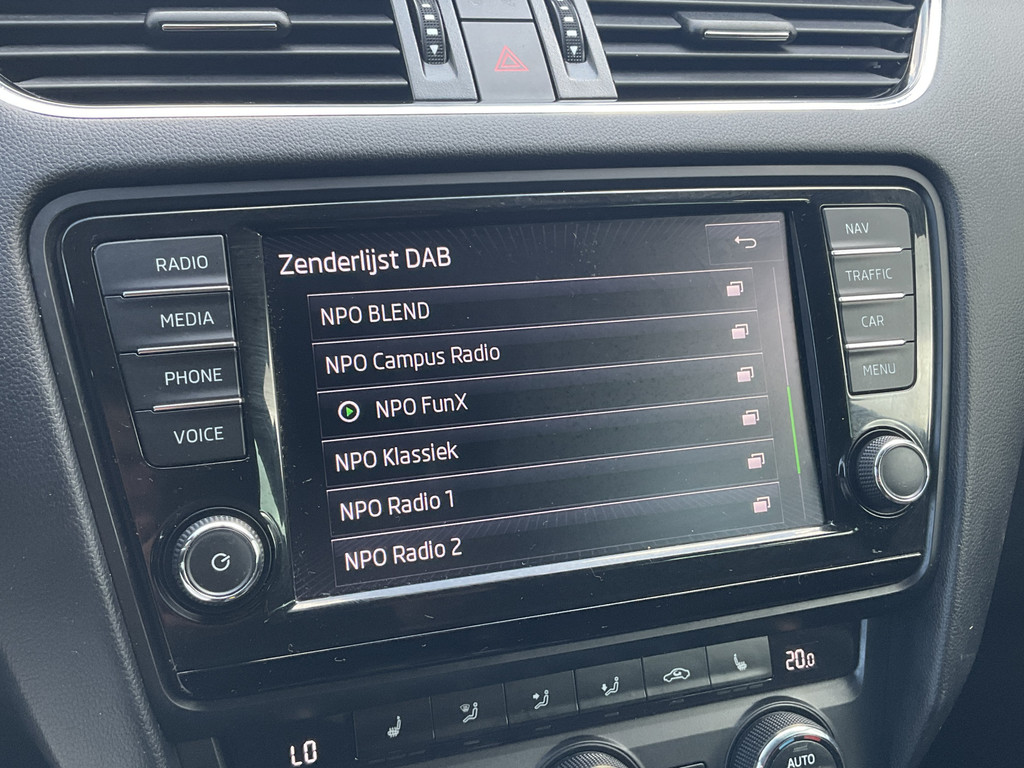 Zenderlijst DAB
NPO BLEND
NPO Campus Radio
NPO FunX
NPO Klassiek
NPO Radio 1
NPO Radio 2
RADIO
MEDIA
PHONE
VOICE
NAV
TRAFFIC
CAR
MENU
LO
20.0
AUTO